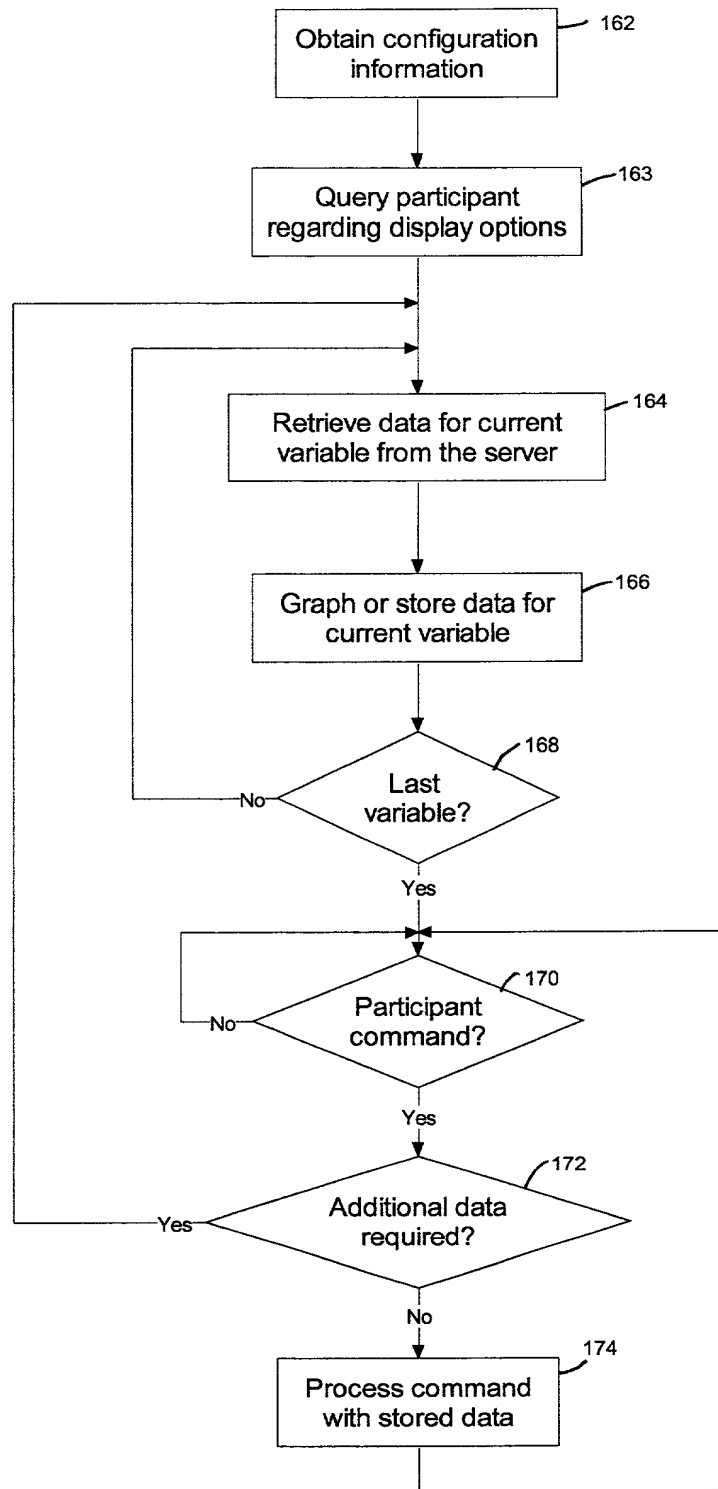 Obtain configuration
information
162
Query participant
regarding display options
163
Retrieve data for current
variable from the server
164
Graph or store data for
current variable
166
Last
variable?
168
No
Yes
Participant
command?
170
No
Yes
Additional data
required?
172
Yes
No
Process command
with stored data
174